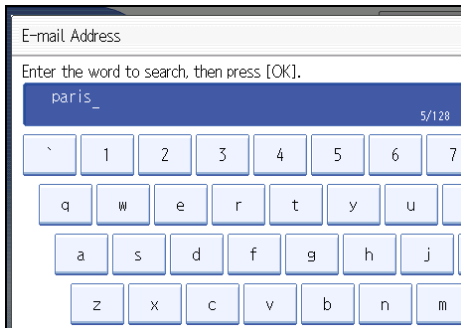 E-mail Address
Enter the word to search, then press [OK].
paris_
5/128
` 1 2 3 4 5 6 7
q w e r t y u
a s d f g h j
z x c v b n m